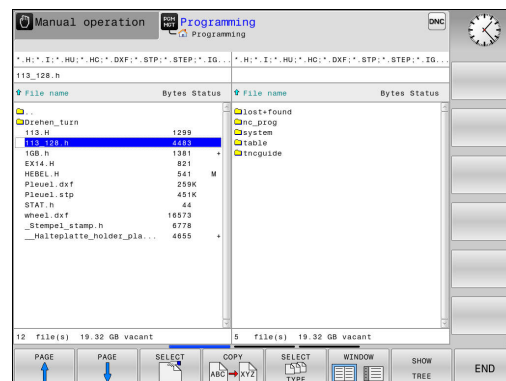 Manual operation
PGM MGT
Programming
Programming
DNC
*.H;*.I;*.HU;*.HC;*.DXF;*.STP;*.STEP;*.IG...
*.H;*.I;*.HU;*.HC;*.DXF;*.STP;*.STEP;*.IG...
113_128.h
File name Bytes Status
File name Bytes Status
..
Drehen_turn
113.H 1299
113_128.h 4483
1GB.h 1381 +
EX14.H 821
HEBEL.H 541 M
Pleuel.dxf 259K
Pleuel.stp 451K
STAT.h 44
wheel.dxf 16573
_Stempel_stamp.h 6778
__Halteplatte_holder_pla... 4655 +
lost+found
nc_prog
system
table
tncguide
12 file(s) 19.32 GB vacant
5 file(s) 19.32 GB vacant
PAGE
PAGE
SELECT
COPY
ABC XYZ
SELECT
TYPE
WINDOW
SHOW
TREE
END